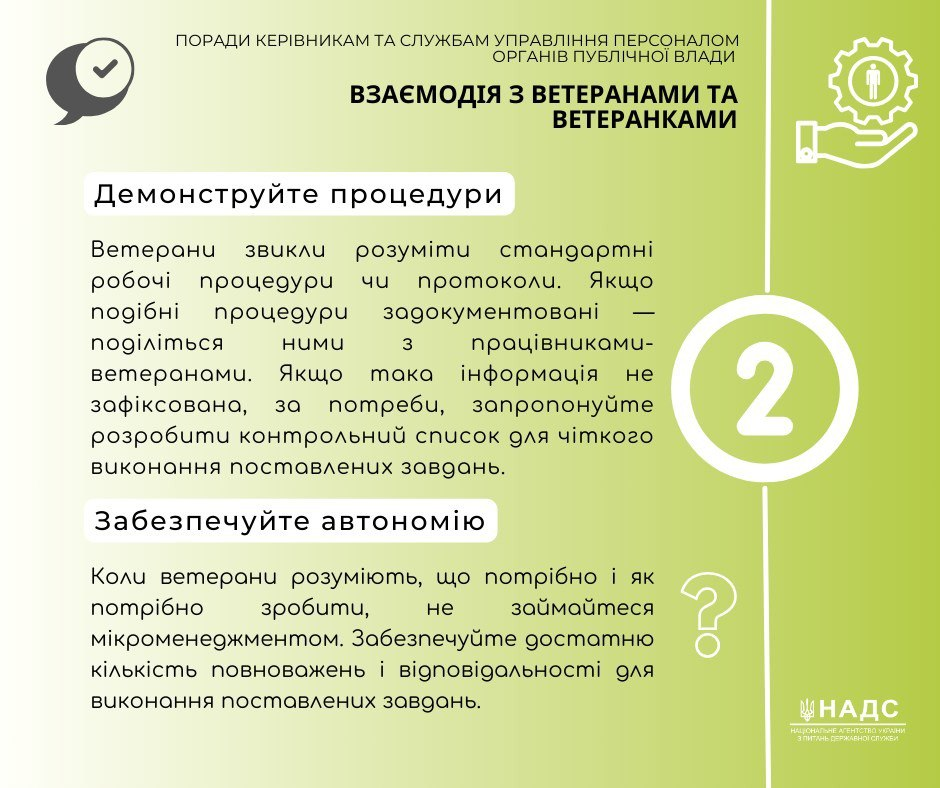 ПОРАДИ КЕРІВНИКАМ ТА СЛУЖБАМ УПРАВЛІННЯ ПЕРСОНАЛОМ
ОРГАНІВ ПУБЛІЧНОЇ ВЛАДИ
ВЗАЄМОДІЯ З ВЕТЕРАНАМИ ТА
ВЕТЕРАНКАМИ
Демонструйте процедури
Ветерани звикли розуміти стандартні
робочі процедури чи протоколи. Якщо
подібні процедури задокументовані —
поділіться ними з працівниками-
ветеранами. Якщо така інформація не
зафіксована, за потреби, запропонуйте
розробити контрольний список для чіткого
виконання поставлених завдань.
2
Забезпечуйте автономію
Коли ветерани розуміють, що потрібно і як
потрібно зробити, не займайтеся
мікроменеджментом. Забезпечуйте достатню
кількість повноважень і відповідальності для
виконання поставлених завдань.
?
НАДС
НАЦІОНАЛЬНЕ АГЕНТСТВО УКРАЇНИ
З ПИТАНЬ ДЕРЖАВНОЇ СЛУЖБИ